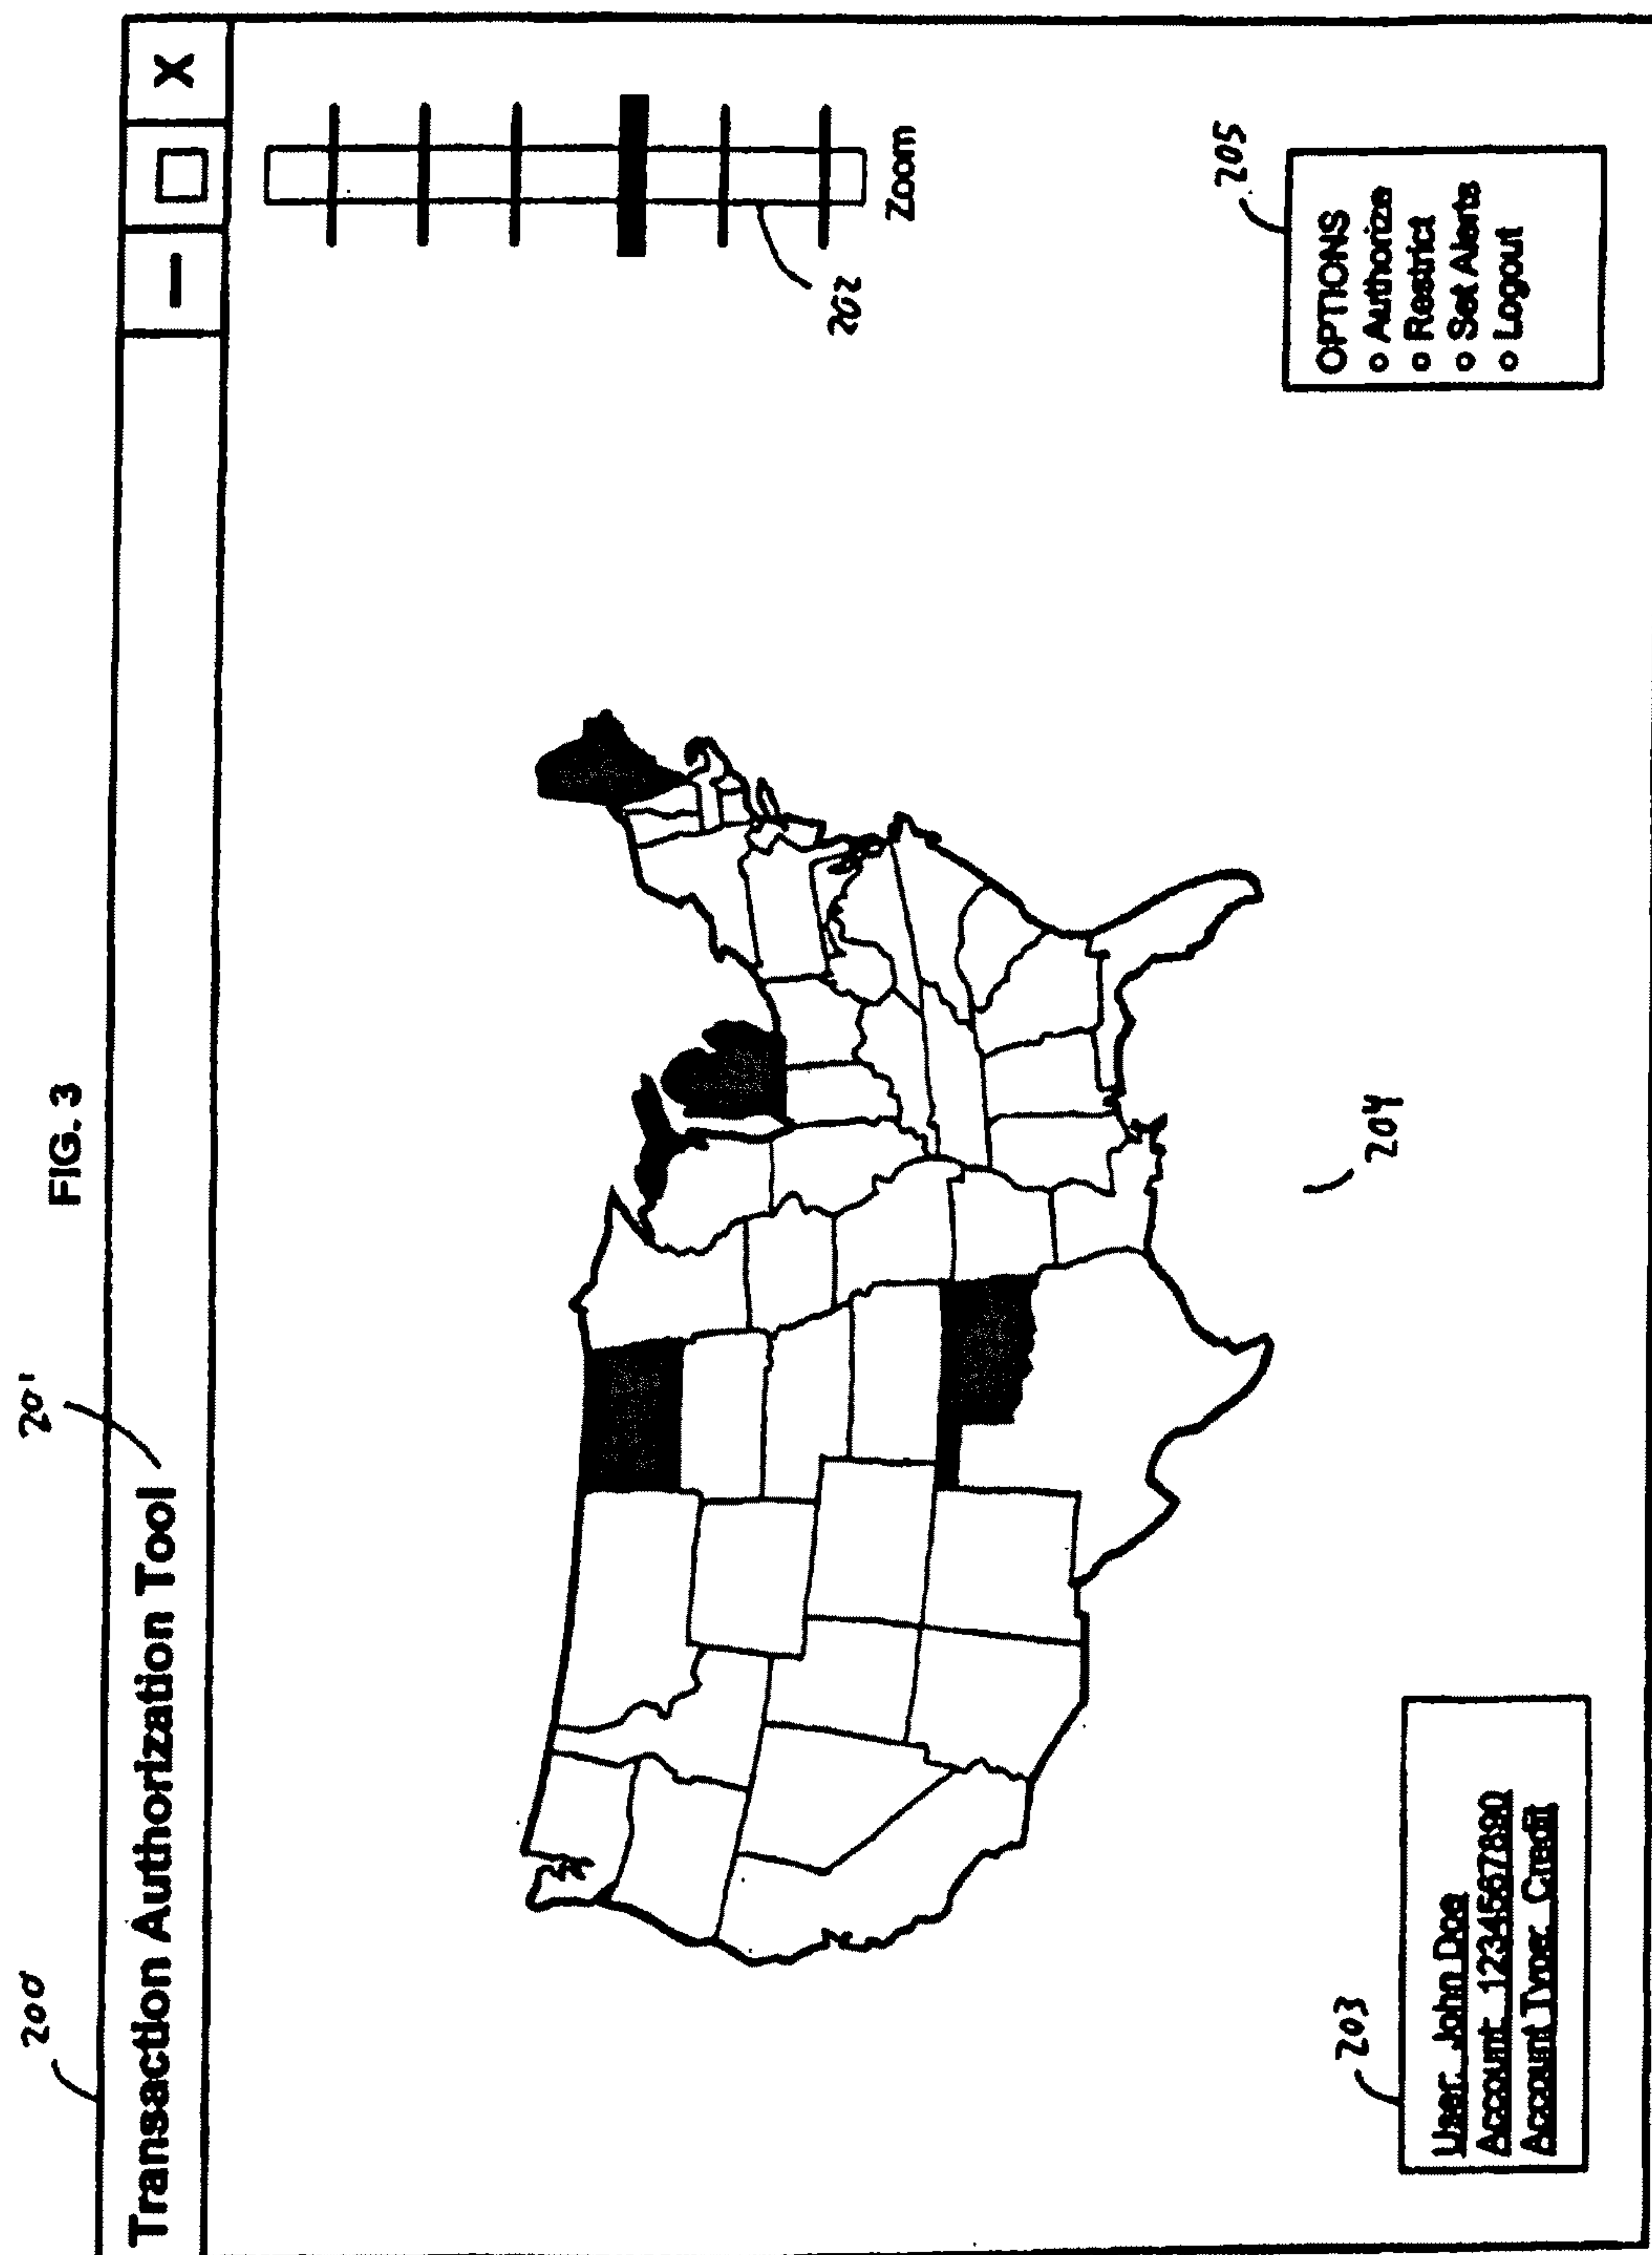 FIG. 3
200
201
Transaction Authorization Tool
X
202
Zoom
204
203
User: John Doe
Account: 1234567890
Account Type: Credit
205
OPTIONS
o Authorize
o Restrict
o Set Alerts
o Logout